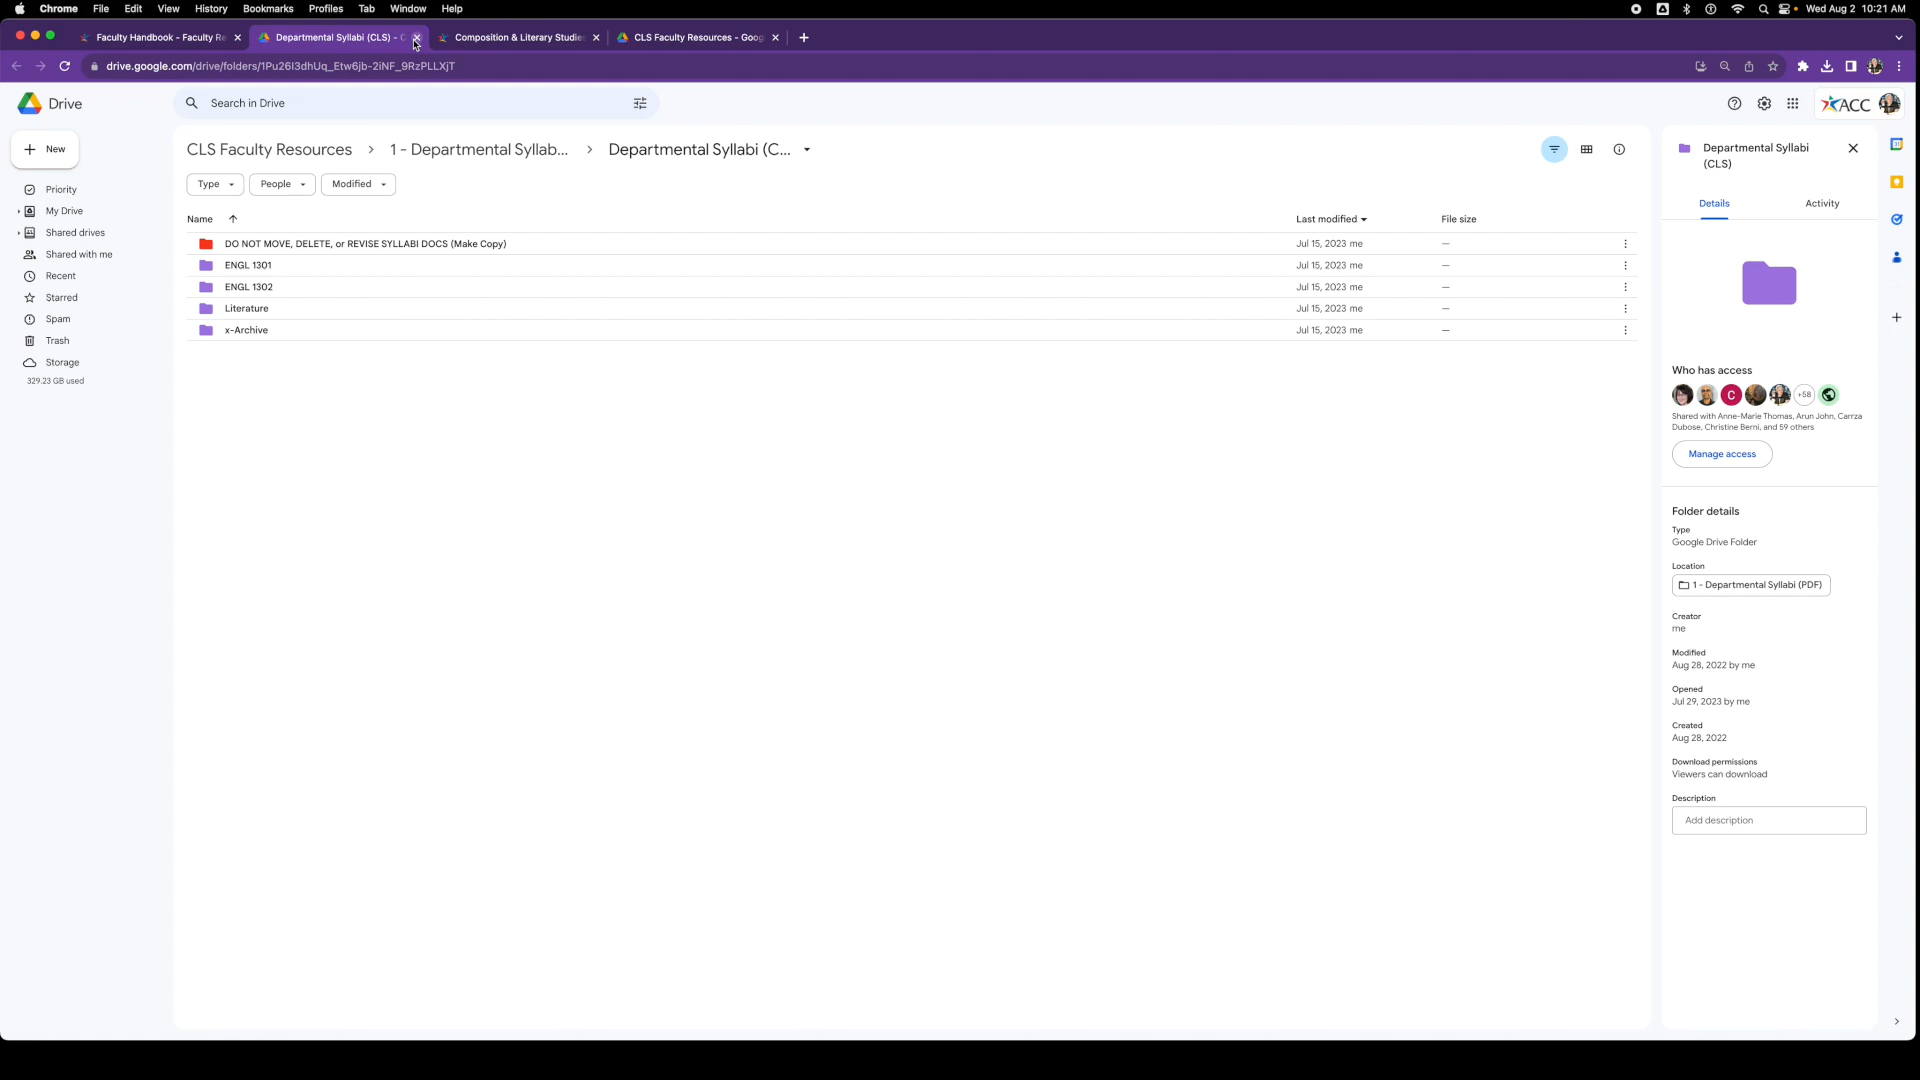 Chrome File Edit View History Bookmarks Profiles Tab Window Help Wed Aug 2 10:21 AM
Faculty Handbook - Faculty Re Departmental Syllabi (CLS) - Composition & Literary Studie CLS Faculty Resources - Goog
drive.google.com/drive/folders/1Pu26I3dhUq_Etw6jb-2iNF_9RzPLLXjT
Drive Search in Drive ACC
New
Priority
My Drive
Shared drives
Shared with me
Recent
Starred
Spam
Trash
Storage
329.23 GB used
CLS Faculty Resources > 1 - Departmental Syllab... > Departmental Syllabi (C...
Type People Modified
Name Last modified File size
DO NOT MOVE, DELETE, or REVISE SYLLABI DOCS (Make Copy) Jul 15, 2023 me —
ENGL 1301 Jul 15, 2023 me —
ENGL 1302 Jul 15, 2023 me —
Literature Jul 15, 2023 me —
x-Archive Jul 15, 2023 me —
Departmental Syllabi
(CLS)
Details Activity
Who has access
C +58
Shared with Anne-Marie Thomas, Arun John, Carrza
Dubose, Christine Berni, and 59 others
Manage access
Folder details
Type
Google Drive Folder
Location
1 - Departmental Syllabi (PDF)
Creator
me
Modified
Aug 28, 2022 by me
Opened
Jul 29, 2023 by me
Created
Aug 28, 2022
Download permissions
Viewers can download
Description
Add description